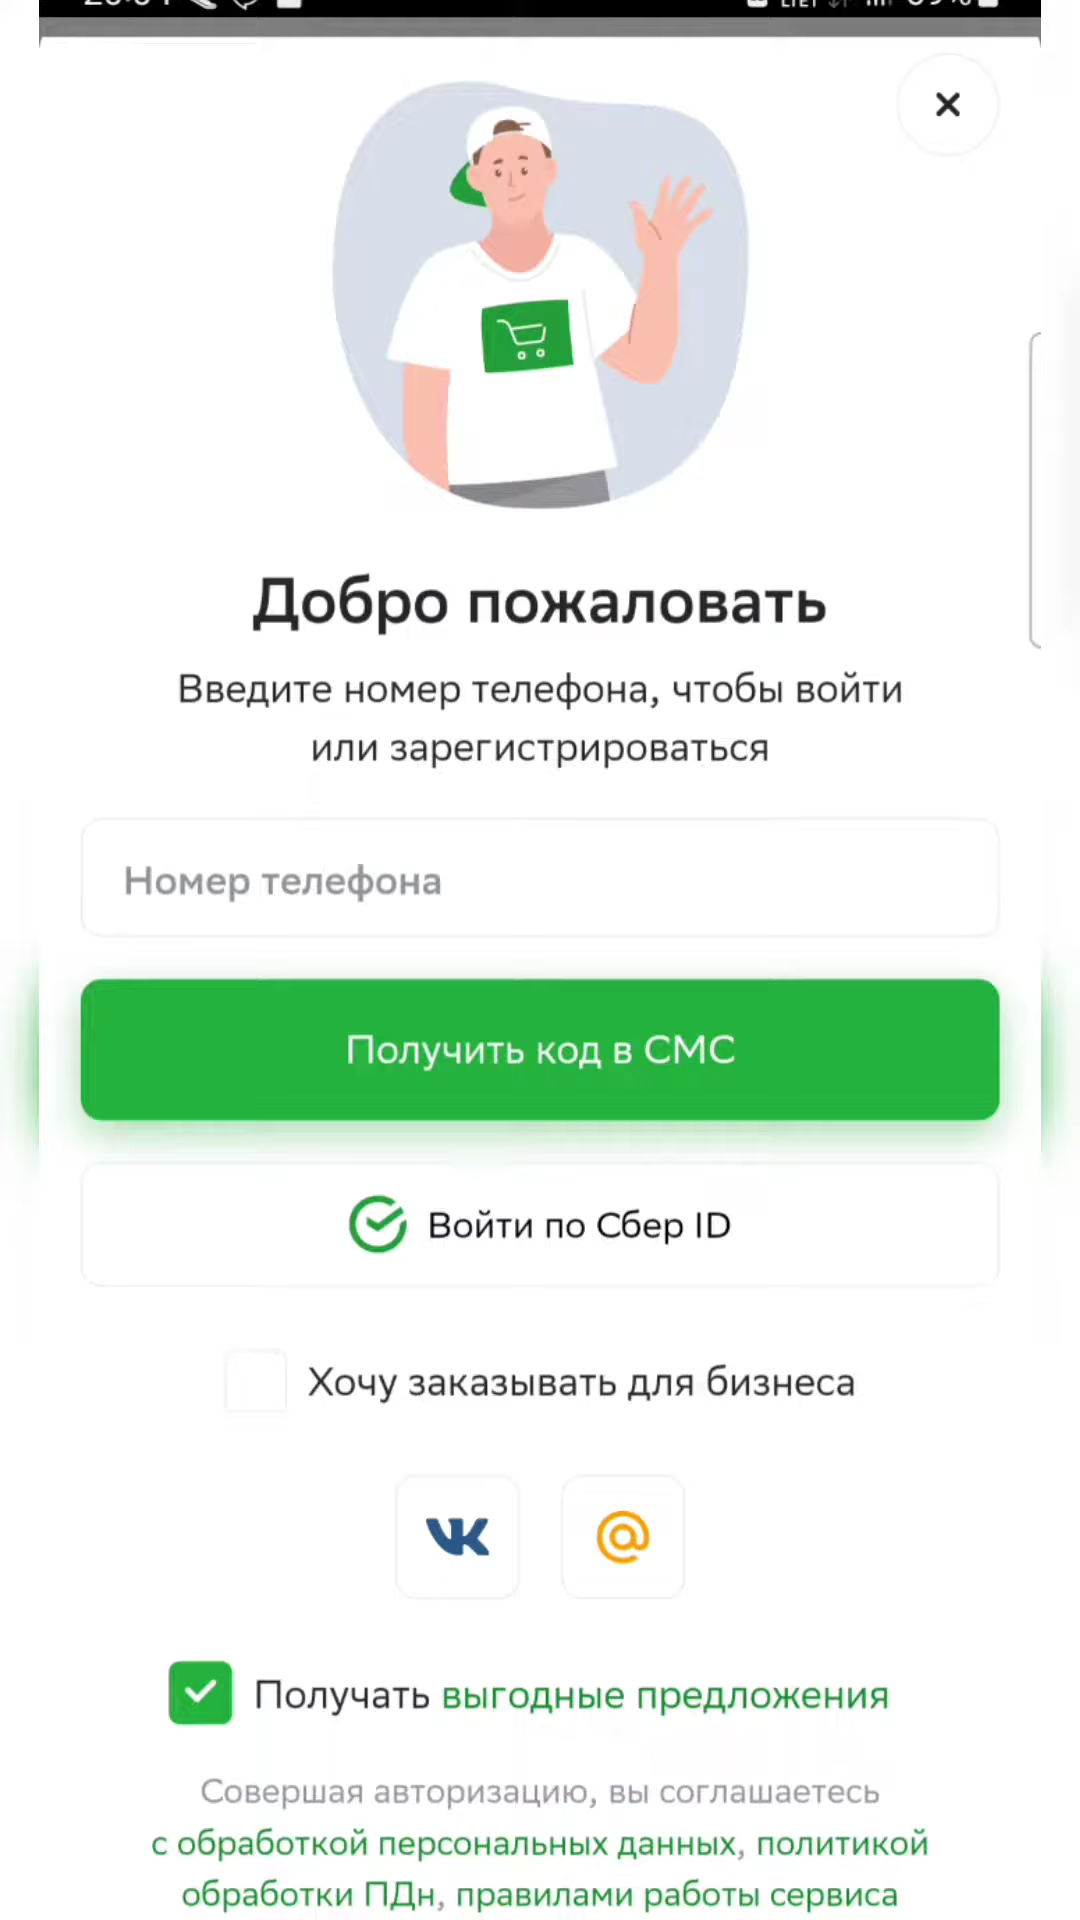 Добро пожаловать
Введите номер телефона, чтобы войти
или зарегистрироваться
Номер телефона
Получить код в СМС
Войти по Сбер ID
Хочу заказывать для бизнеса
Получать выгодные предложения
Совершая авторизацию, вы соглашаетесь
с обработкой персональных данных, политикой
обработки ПДн, правилами работы сервиса